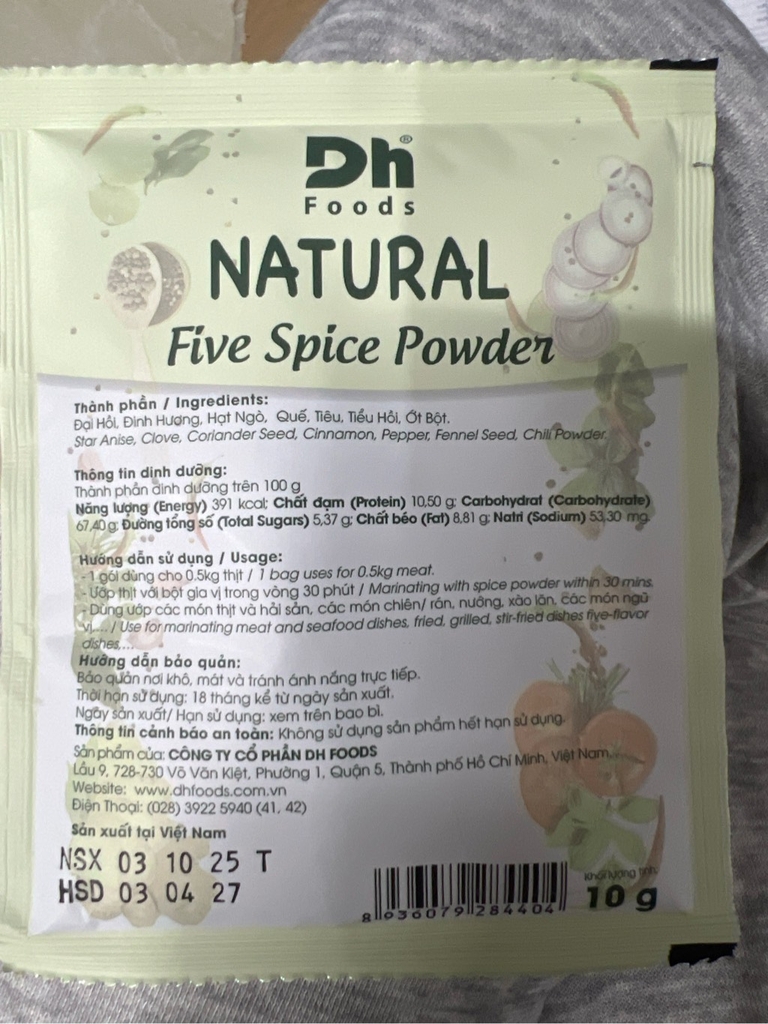 Dh®
Foods
NATURAL
Five Spice Powder
Thành phần / Ingredients:
Đại Hồi, Đinh Hương, Hạt Ngò, Quế, Tiêu, Tiểu Hồi, Ớt Bột.
Star Anise, Clove, Coriander Seed, Cinnamon, Pepper, Fennel Seed, Chili Powder.
Thông tin dinh dưỡng:
Thành phần dinh dưỡng trên 100 g
Năng lượng (Energy) 391 kcal; Chất đạm (Protein) 10,50 g; Carbohydrat (Carbohydrate)
67,40 g; Đường tổng số (Total Sugars) 5,37 g; Chất béo (Fat) 8,81 g; Natri (Sodium) 53,30 mg.
Hướng dẫn sử dụng / Usage:
- 1 gói dùng cho 0.5kg thịt / 1 bag uses for 0.5kg meat.
- Ướp thịt với bột gia vị trong vòng 30 phút / Marinating with spice powder within 30 mins.
- Dùng ướp các món thịt và hải sản, các món chiên/ rán, nướng, xào lăn, các món ngũ
vị,... / Use for marinating meat and seafood dishes, fried, grilled, stir-fried dishes five-flavor
dishes,...
Hướng dẫn bảo quản:
Bảo quản nơi khô, mát và tránh ánh nắng trực tiếp.
Thời hạn sử dụng: 18 tháng kể từ ngày sản xuất.
Ngày sản xuất/ Hạn sử dụng: xem trên bao bì.
Thông tin cảnh báo an toàn: Không sử dụng sản phẩm hết hạn sử dụng.
Sản phẩm của: CÔNG TY CỔ PHẦN DH FOODS
Lầu 9, 728-730 Võ Văn Kiệt, Phường 1, Quận 5, Thành phố Hồ Chí Minh, Việt Nam.
Website: www.dhfoods.com.vn
Điện Thoại: (028) 3922 5940 (41, 42)
Sản xuất tại Việt Nam
NSX 03 10 25 T
HSD 03 04 27
8 936079 284404
Khối lượng tịnh:
10 g